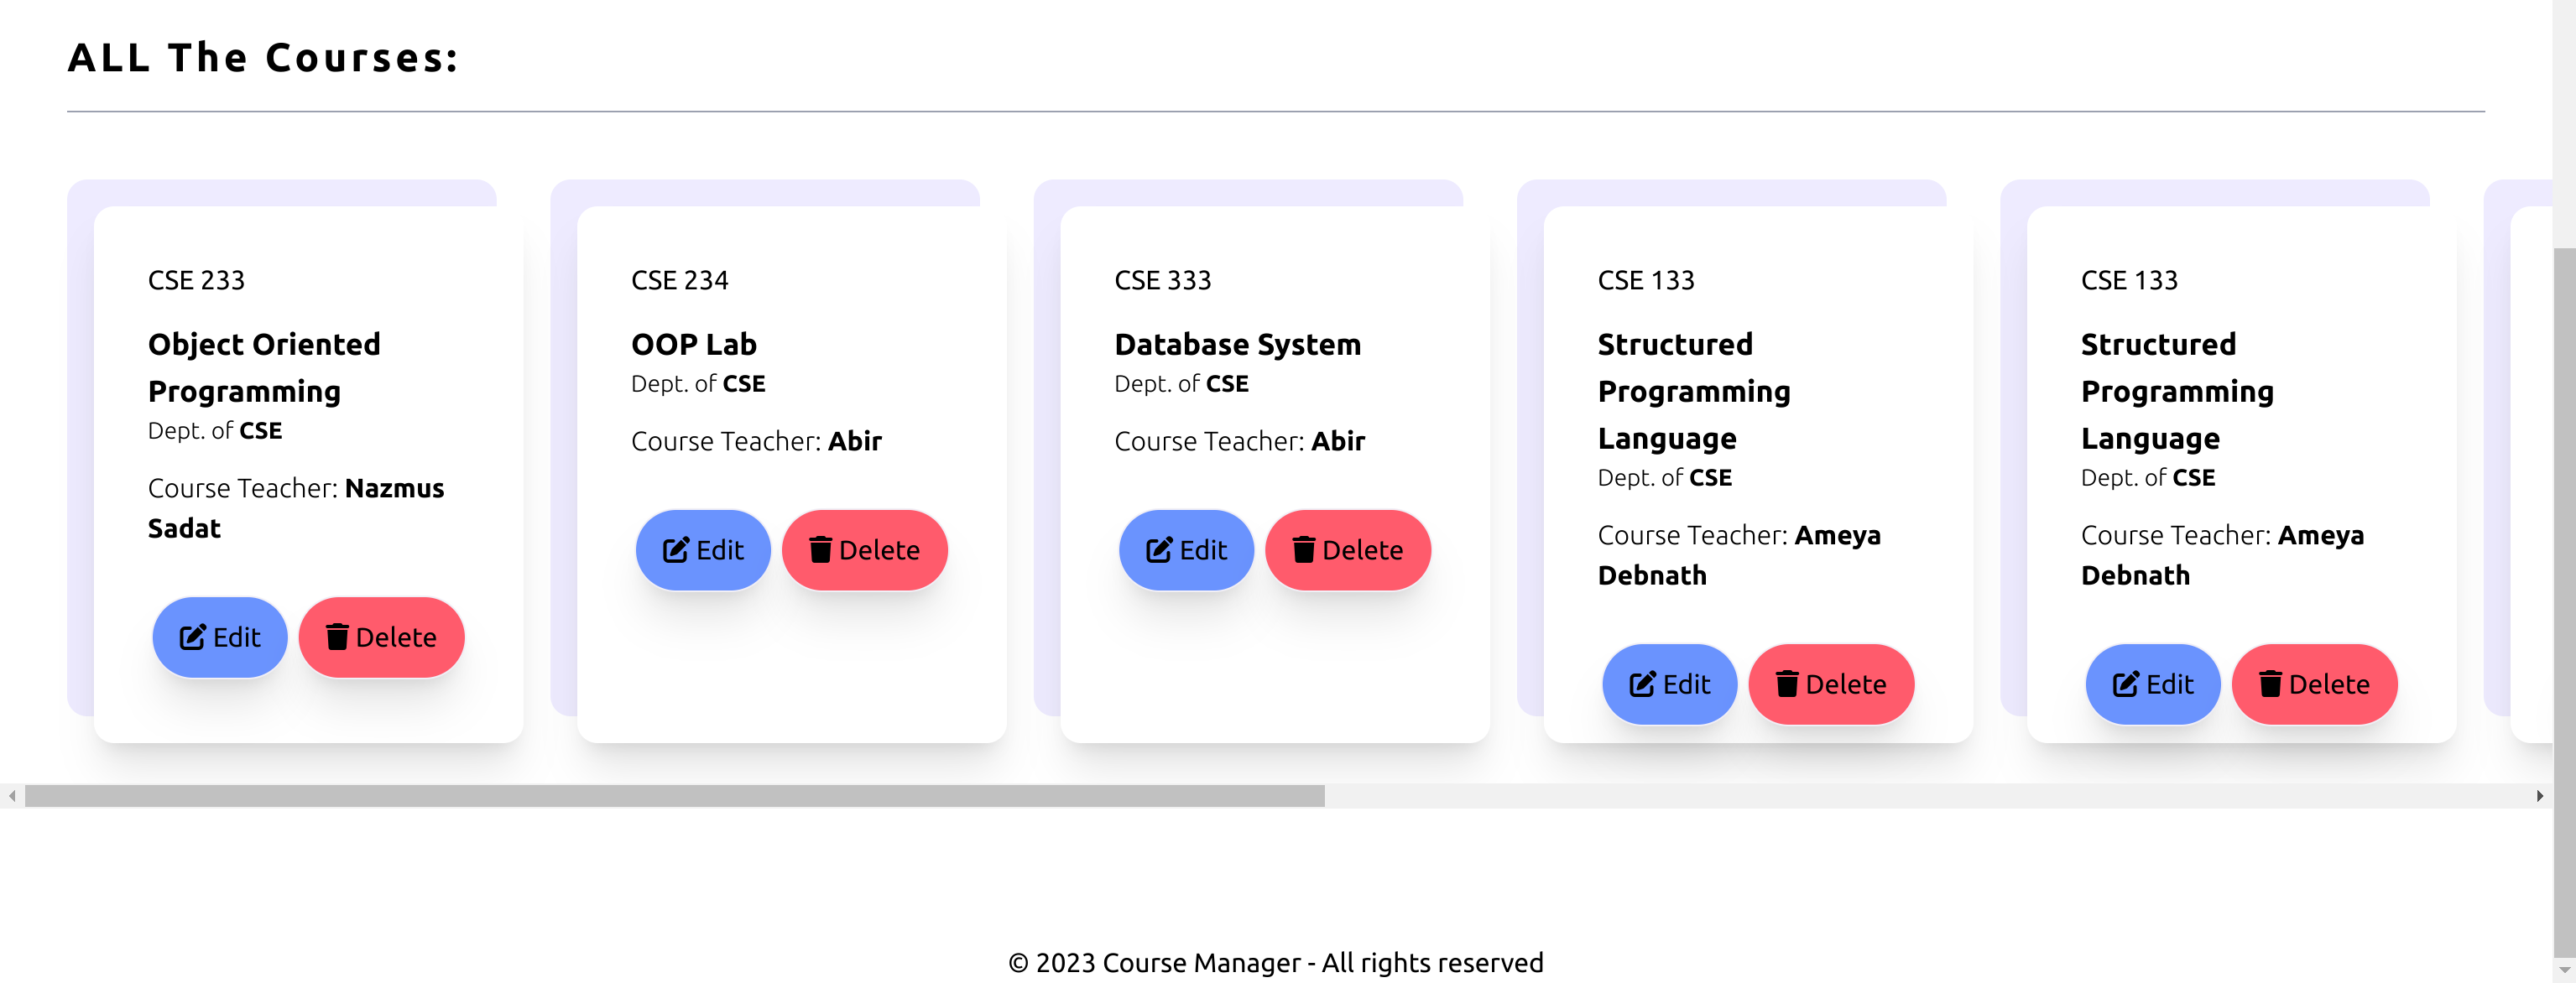 ALL The Courses:
CSE 233
Object Oriented
Programming
Dept. of CSE
Course Teacher: Nazmus
Sadat
Edit Delete
CSE 234
OOP Lab
Dept. of CSE
Course Teacher: Abir
Edit Delete
CSE 333
Database System
Dept. of CSE
Course Teacher: Abir
Edit Delete
CSE 133
Structured
Programming
Language
Dept. of CSE
Course Teacher: Ameya
Debnath
Edit Delete
CSE 133
Structured
Programming
Language
Dept. of CSE
Course Teacher: Ameya
Debnath
Edit Delete
© 2023 Course Manager - All rights reserved